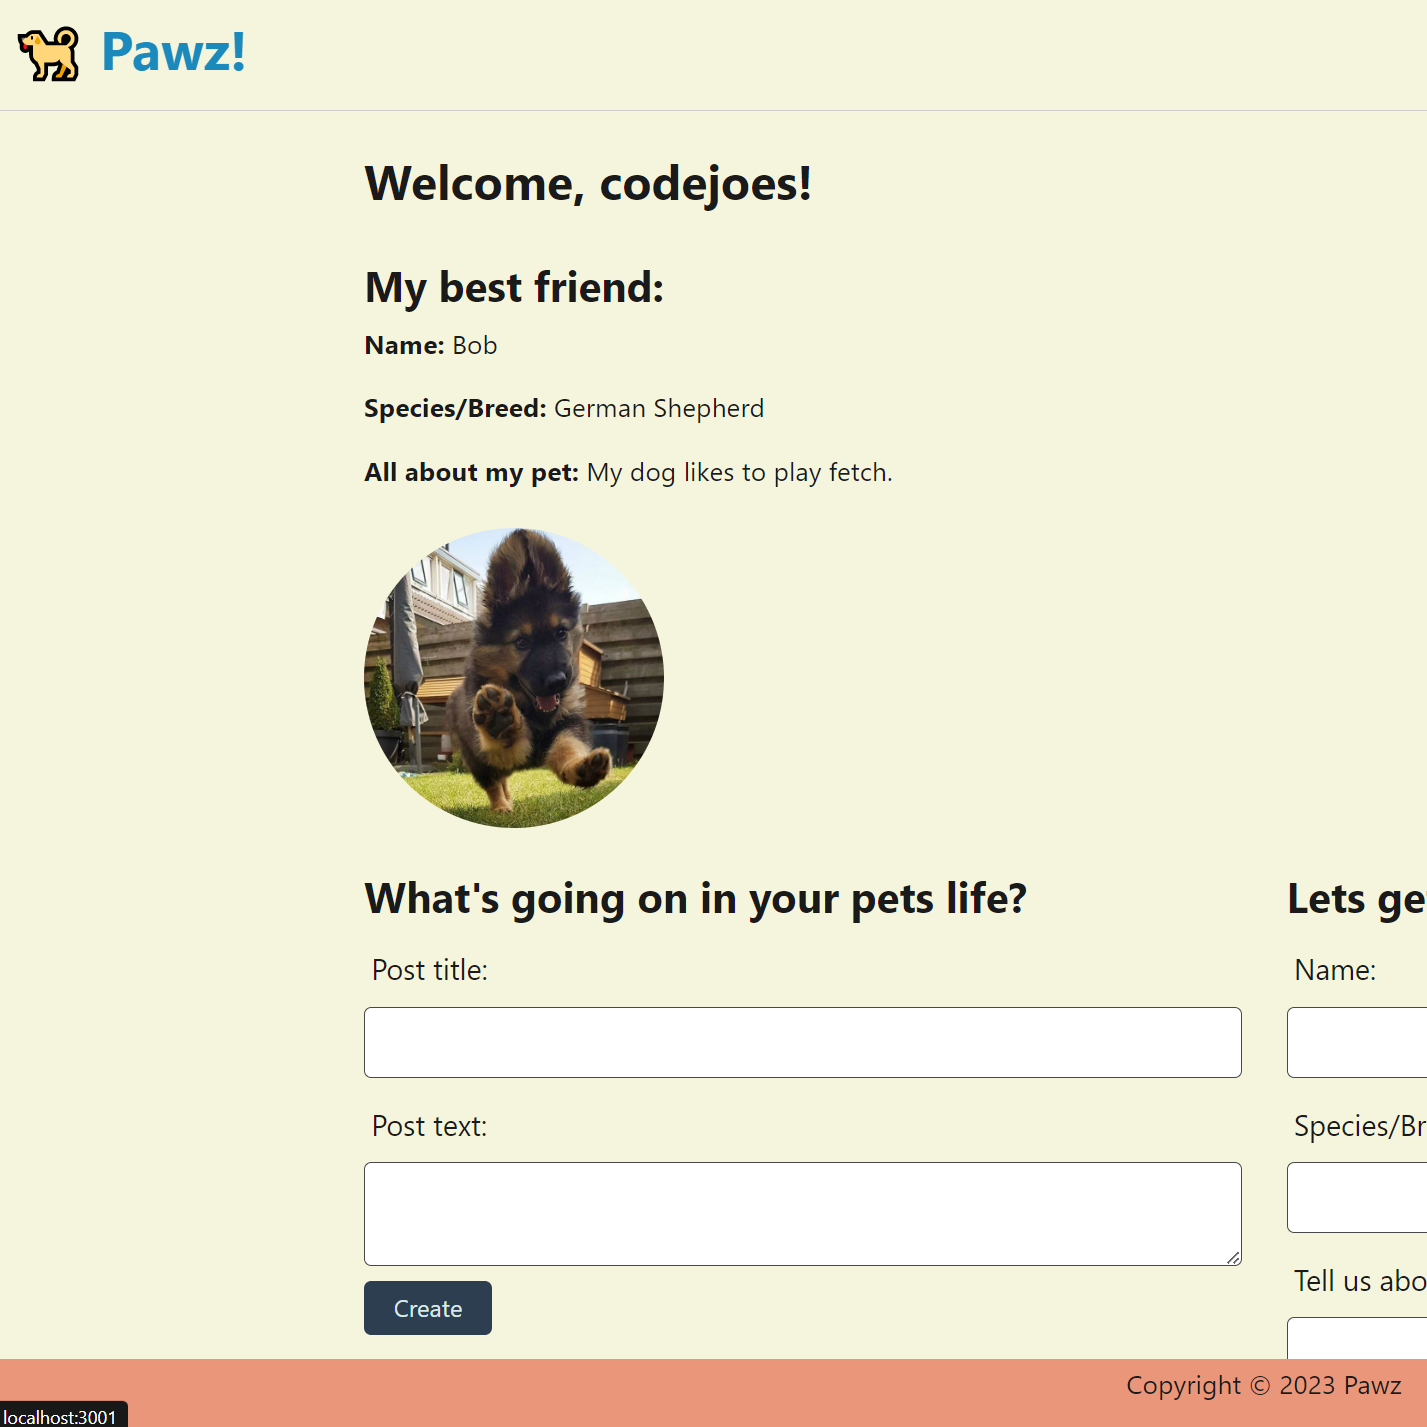 Pawz!
Welcome, codejoes!
My best friend:
Name: Bob
Species/Breed: German Shepherd
All about my pet: My dog likes to play fetch.
What's going on in your pets life?
Post title:
Post text:
Create
Lets ge
Name:
Species/Br
Tell us abo
Copyright © 2023 Pawz
localhost:3001